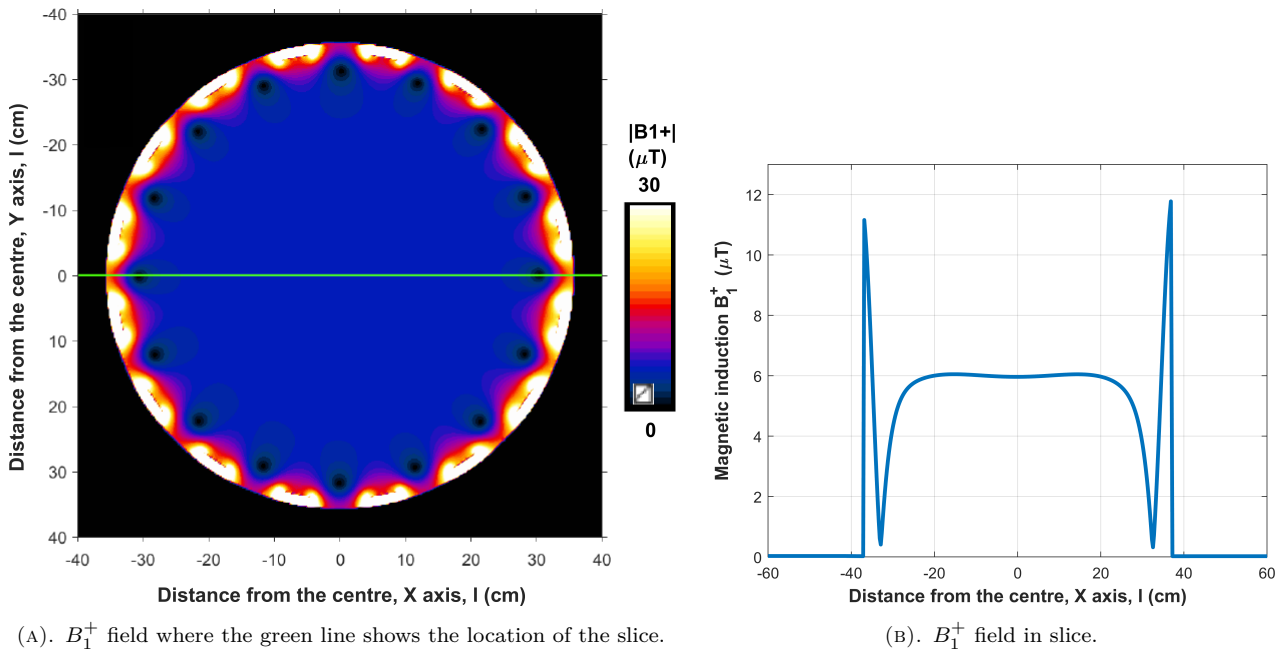 -40
-30
-20
-10
0
10
20
30
40
Distance from the centre, Y axis, l (cm)
-40 -30 -20 -10 0 10 20 30 40
Distance from the centre, X axis, l (cm)
|B1+|
(μT)
30
0
(A). B₁⁺ field where the green line shows the location of the slice.
12
10
8
6
4
2
0
Magnetic induction B₁⁺ (μT)
-60 -40 -20 0 20 40 60
Distance from the centre, X axis, l (cm)
(B). B₁⁺ field in slice.